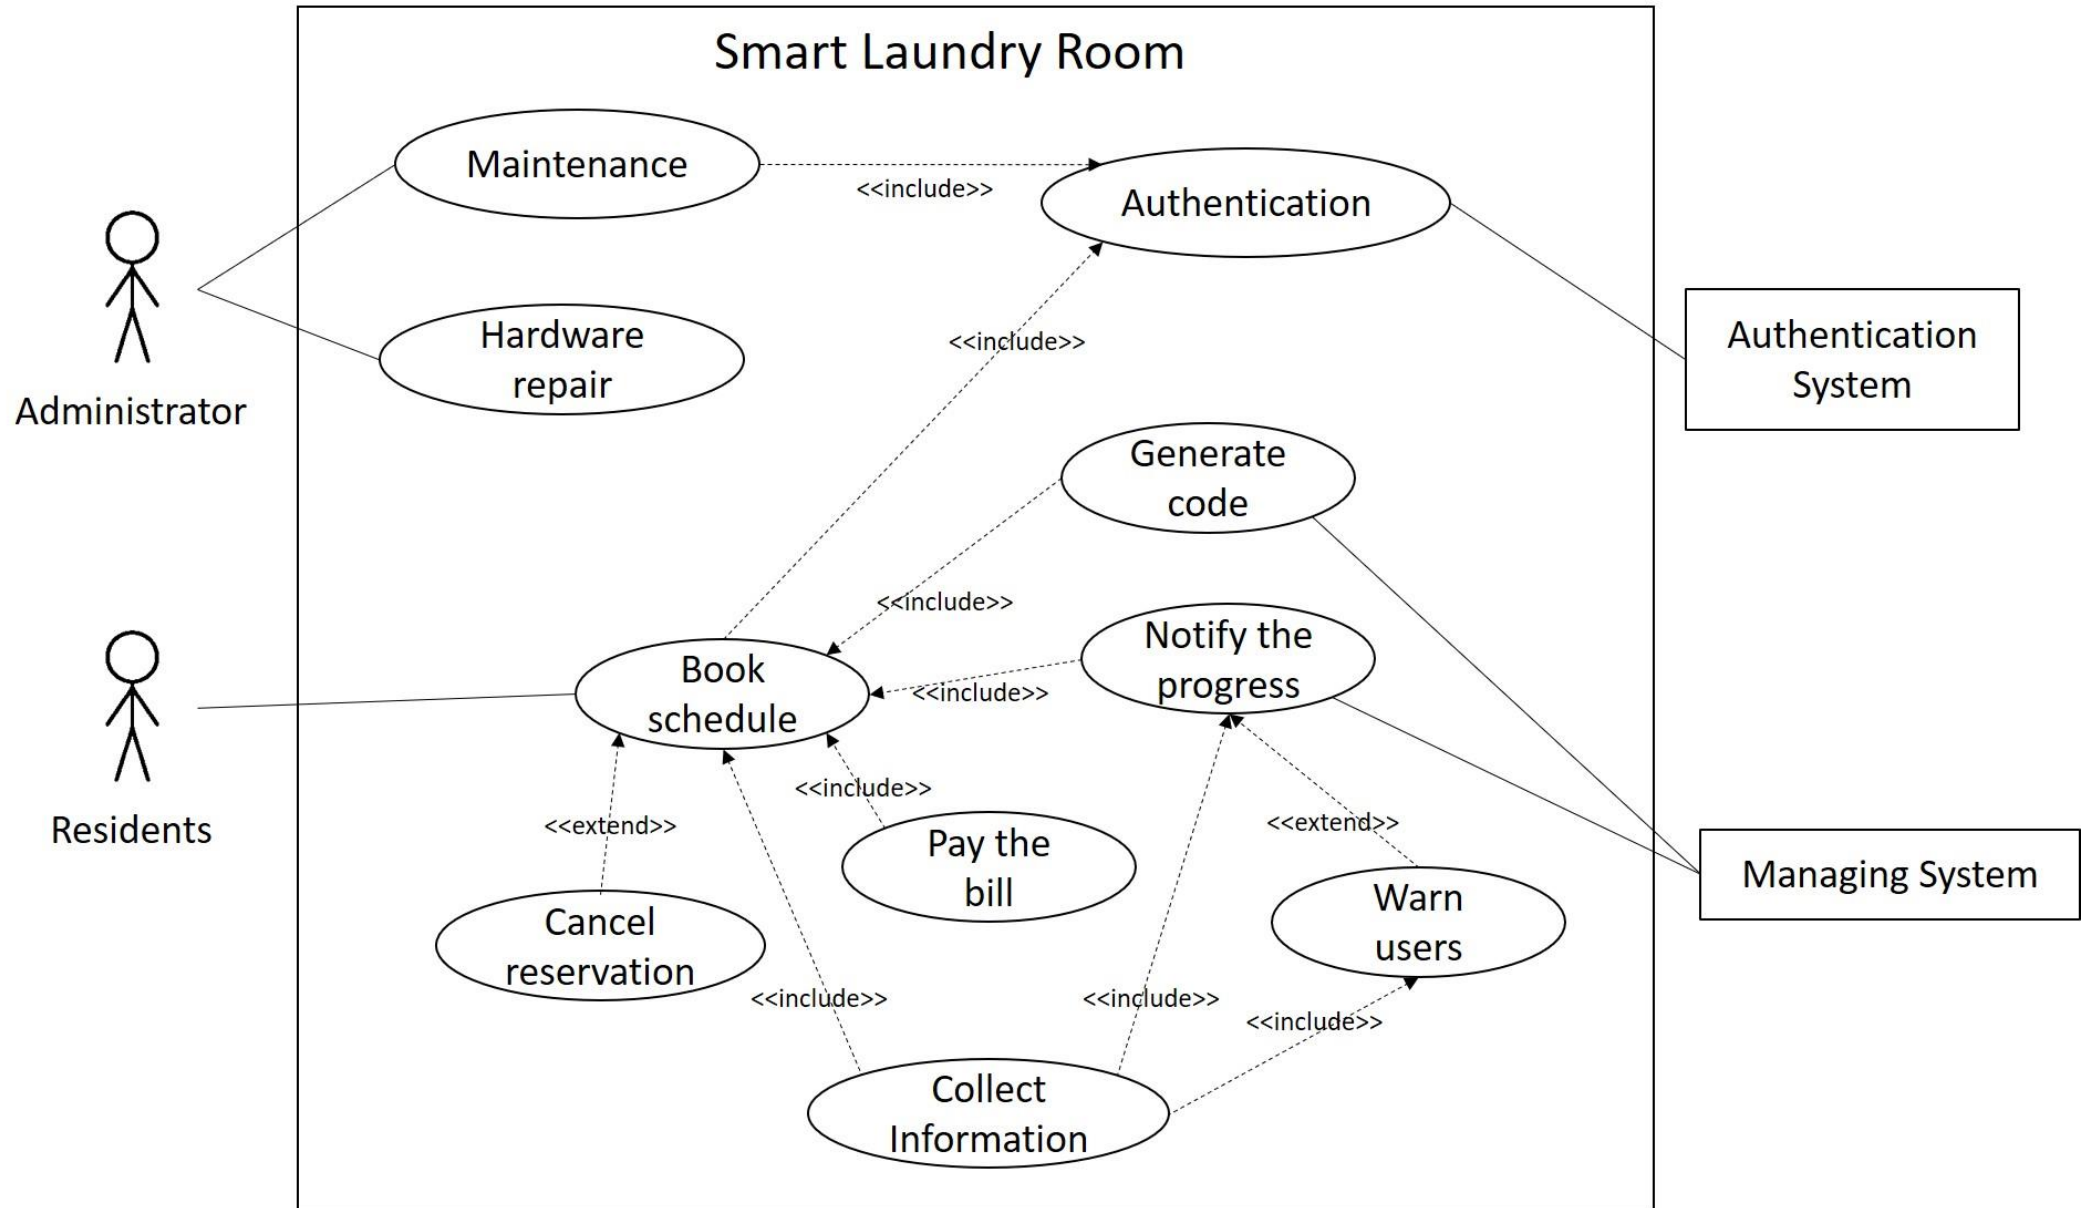 Smart Laundry Room
Maintenance
<<include>>
Authentication
Administrator
Hardware
repair
<<include>>
Authentication
System
Generate
code
<<include>>
Residents
Book
schedule
<<include>>
Notify the
progress
<<extend>>
<<include>>
Pay the
bill
<<extend>>
Managing System
Cancel
reservation
Warn
users
<<include>>
<<include>>
<<include>>
Collect
Information